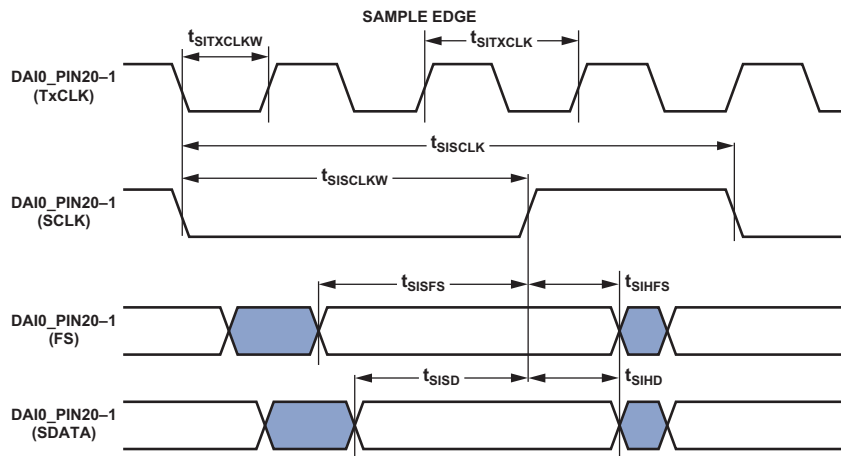 SAMPLE EDGE
tSITXCLKW
tSITXCLK
DAI0_PIN20–1
(TxCLK)
tSISCLK
tSISCLKW
DAI0_PIN20–1
(SCLK)
tSISFS
tSIHFS
DAI0_PIN20–1
(FS)
tSISD
tSIHD
DAI0_PIN20–1
(SDATA)